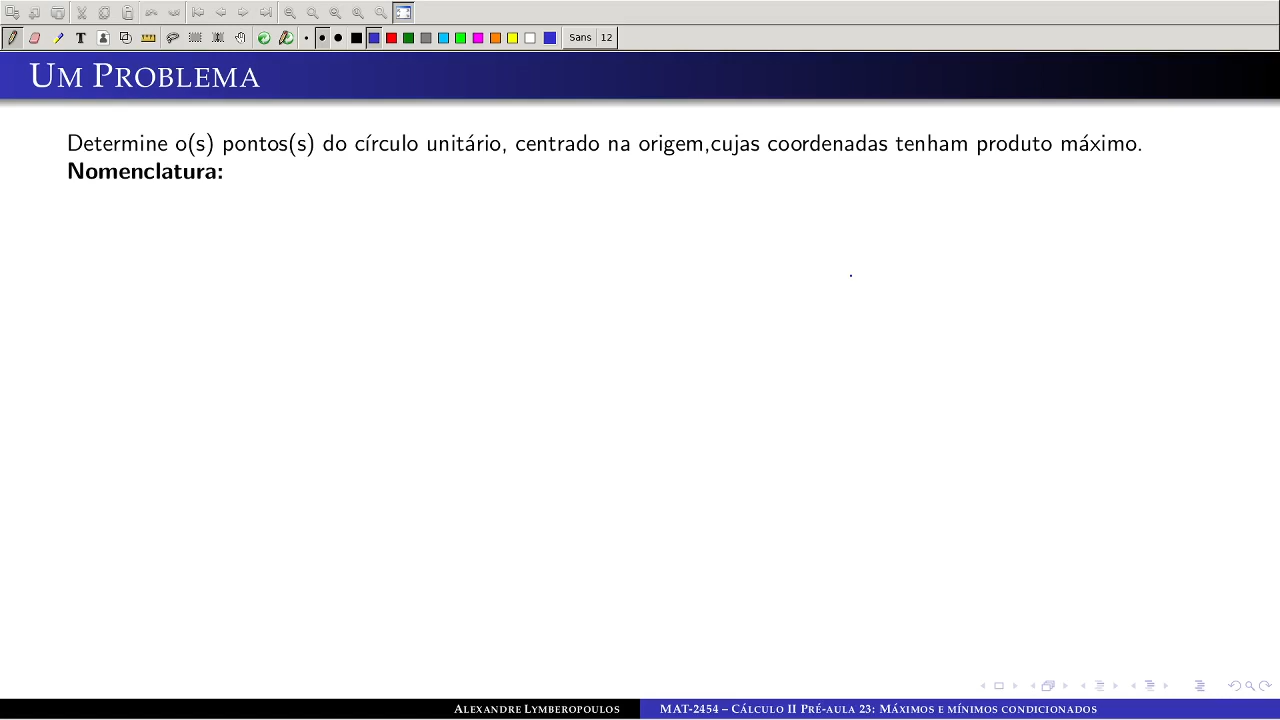 Sans 12
UM PROBLEMA
Determine o(s) pontos(s) do círculo unitário, centrado na origem,cujas coordenadas tenham produto máximo.
Nomenclatura:
ALEXANDRE LYMBEROPOULOS MAT-2454 – CÁLCULO II PRÉ-AULA 23: MÁXIMOS E MÍNIMOS CONDICIONADOS